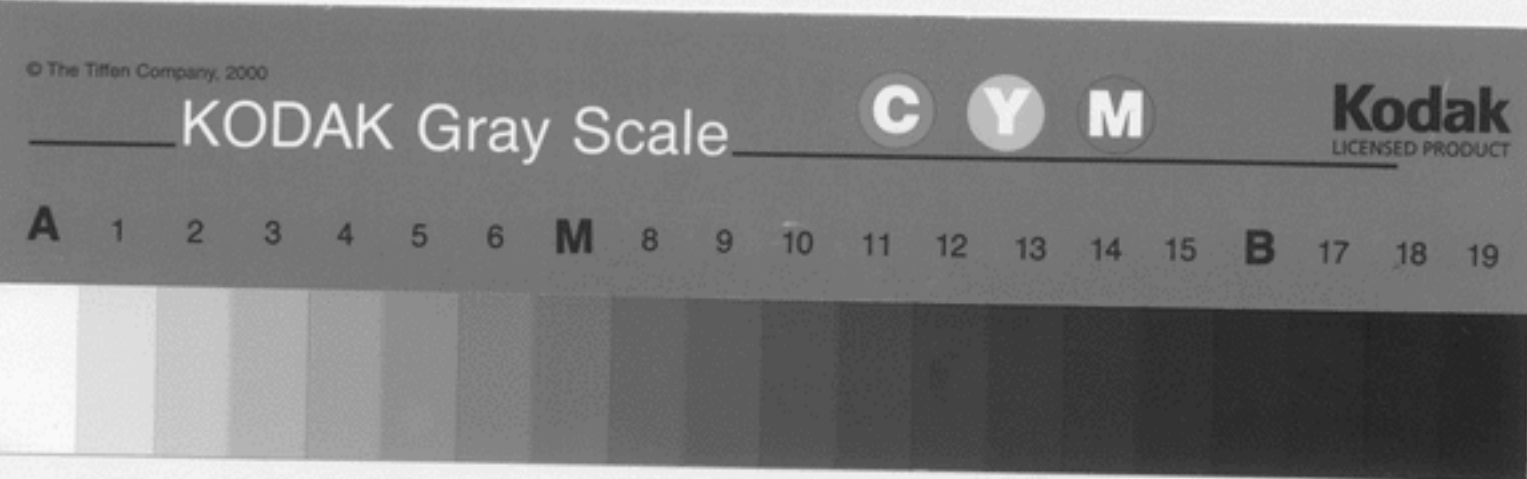 © The Tiffen Company, 2000
KODAK Gray Scale
C Y M
Kodak
LICENSED PRODUCT
A 1 2 3 4 5 6 M 8 9 10 11 12 13 14 15 B 17 18 19